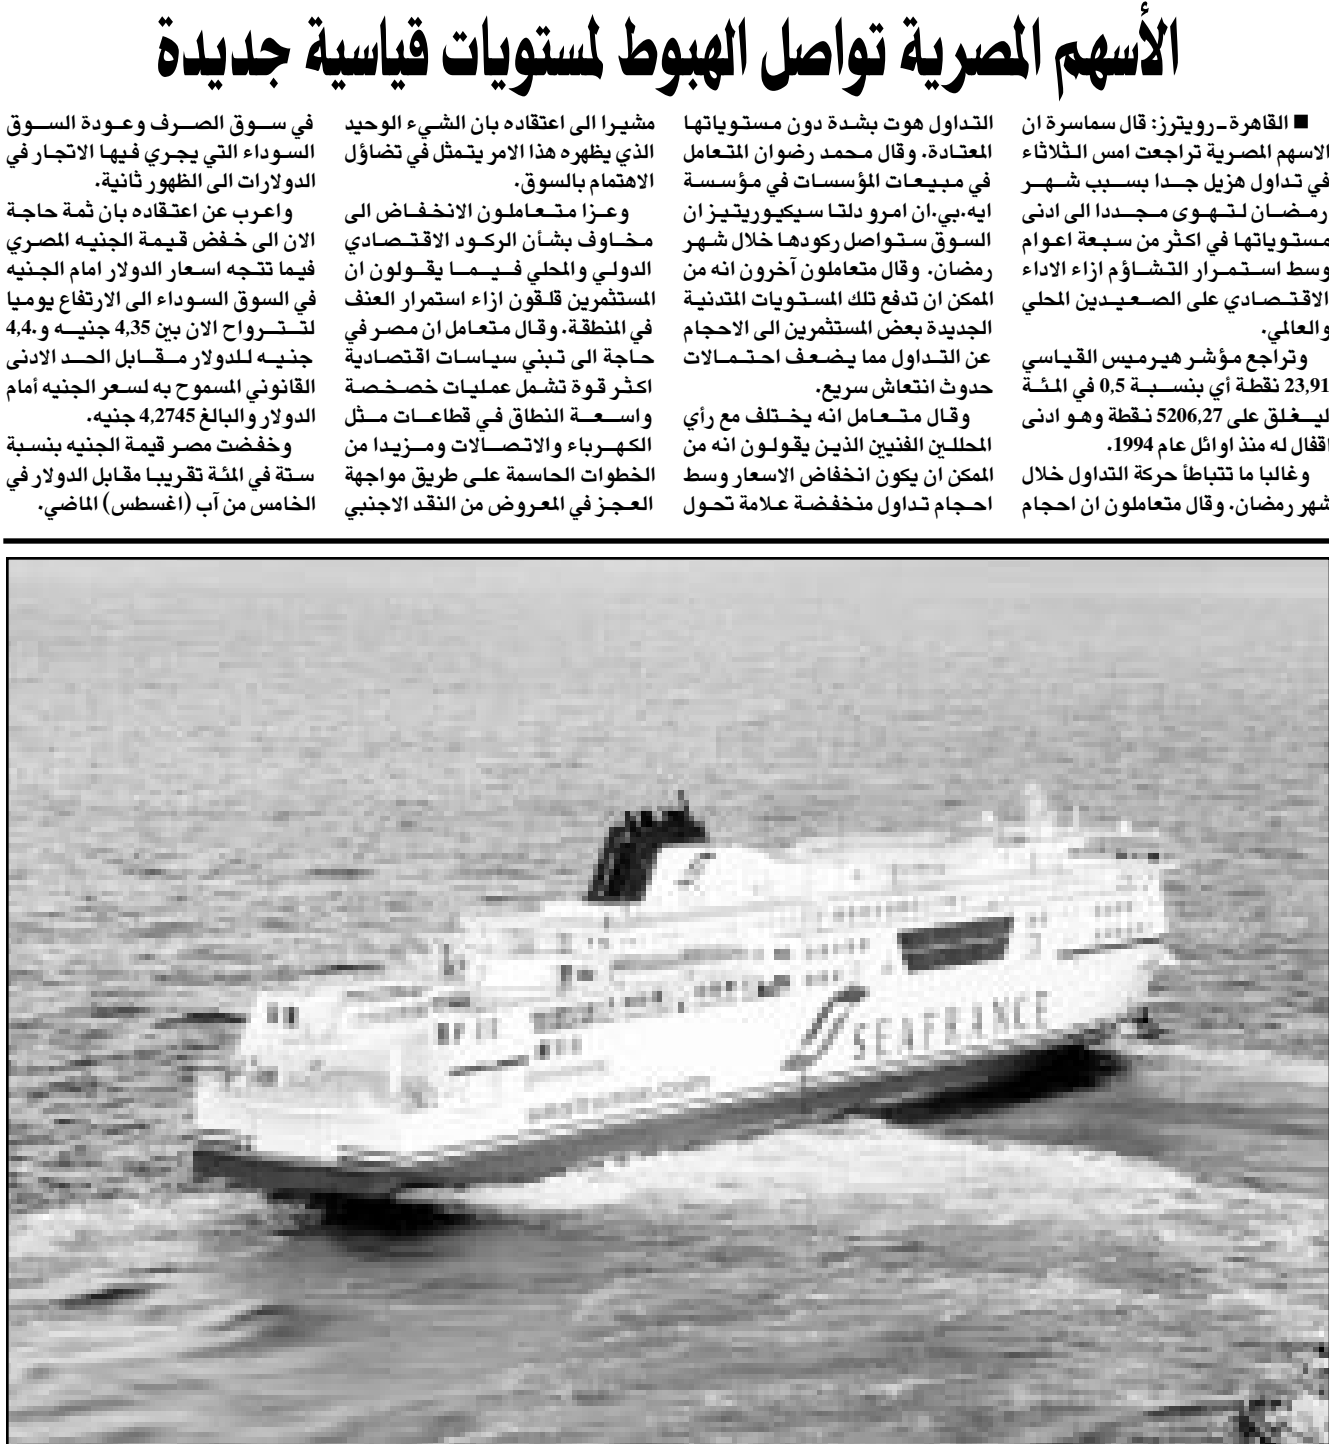 الأسهم المصرية تواصل الهبوط لمستويات قياسية جديدة
■ القاهرة ـ رويترز: قال سماسرة ان
الاسهم المصرية تراجعت امس الثلاثاء
في تداول هزيل جدا بسبب شهر
رمضان لتهوى مجددا الى ادنى
مستوياتها في اكثر من سبعة اعوام
وسط استمرار التشاؤم ازاء الاداء
الاقتصادي على الصعيدين المحلي
والعالمي.
وتراجع مؤشر هيرميس القياسي
23,91 نقطة أي بنسبة 0,5 في المئة
ليغلق على 5206,27 نقطة وهو ادنى
اقفال له منذ اوائل عام 1994.
وغالبا ما تتباطأ حركة التداول خلال
شهر رمضان. وقال متعاملون ان احجام
التداول هوت بشدة دون مستوياتها
المعتادة. وقال محمد رضوان المتعامل
في مبيعات المؤسسات في مؤسسة
ايه.بي.ان امرو دلتا سيكيوريتيز ان
السوق ستواصل ركودها خلال شهر
رمضان. وقال متعاملون آخرون انه من
الممكن ان تدفع تلك المستويات المتدنية
الجديدة بعض المستثمرين الى الاحجام
عن التداول مما يضعف احتمالات
حدوث انتعاش سريع.
وقال متعامل انه يختلف مع رأي
المحللين الفنيين الذين يقولون انه من
الممكن ان يكون انخفاض الاسعار وسط
احجام تداول منخفضة علامة تحول
مشيرا الى اعتقاده بان الشيء الوحيد
الذي يظهره هذا الامر يتمثل في تضاؤل
الاهتمام بالسوق.
وعزا متعاملون الانخفاض الى
مخاوف بشأن الركود الاقتصادي
الدولي والمحلي فيما يقولون ان
المستثمرين قلقون ازاء استمرار العنف
في المنطقة. وقال متعامل ان مصر في
حاجة الى تبني سياسات اقتصادية
اكثر قوة تشمل عمليات خصخصة
واسعة النطاق في قطاعات مثل
الكهرباء والاتصالات ومزيدا من
الخطوات الحاسمة على طريق مواجهة
العجز في المعروض من النقد الاجنبي
في سوق الصرف وعودة السوق
السوداء التي يجري فيها الاتجار في
الدولارات الى الظهور ثانية.
واعرب عن اعتقاده بان ثمة حاجة
الان الى خفض قيمة الجنيه المصري
فيما تتجه اسعار الدولار امام الجنيه
في السوق السوداء الى الارتفاع يوميا
لتترواح الان بين 4,35 جنيه و4,4.
جنيه للدولار مقابل الحد الادنى
القانوني المسموح به لسعر الجنيه أمام
الدولار والبالغ 4,2745 جنيه.
وخفضت مصر قيمة الجنيه بنسبة
ستة في المئة تقريبا مقابل الدولار في
الخامس من آب (اغسطس) الماضي.
SEAFRANCE